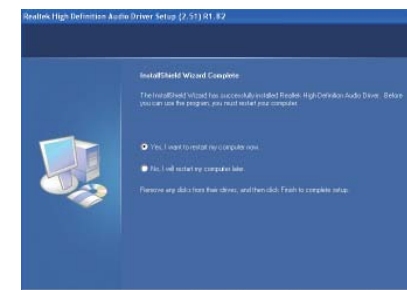 Realtek High Definition Audio Driver Setup (2.51) R1.82
InstallShield Wizard Complete
The InstallShield Wizard has successfully installed Realtek High Definition Audio Driver. Before
you can use the program, you must restart your computer.
Yes, I want to restart my computer now.
No, I will restart my computer later.
Remove any disks from their drives, and then click Finish to complete setup.